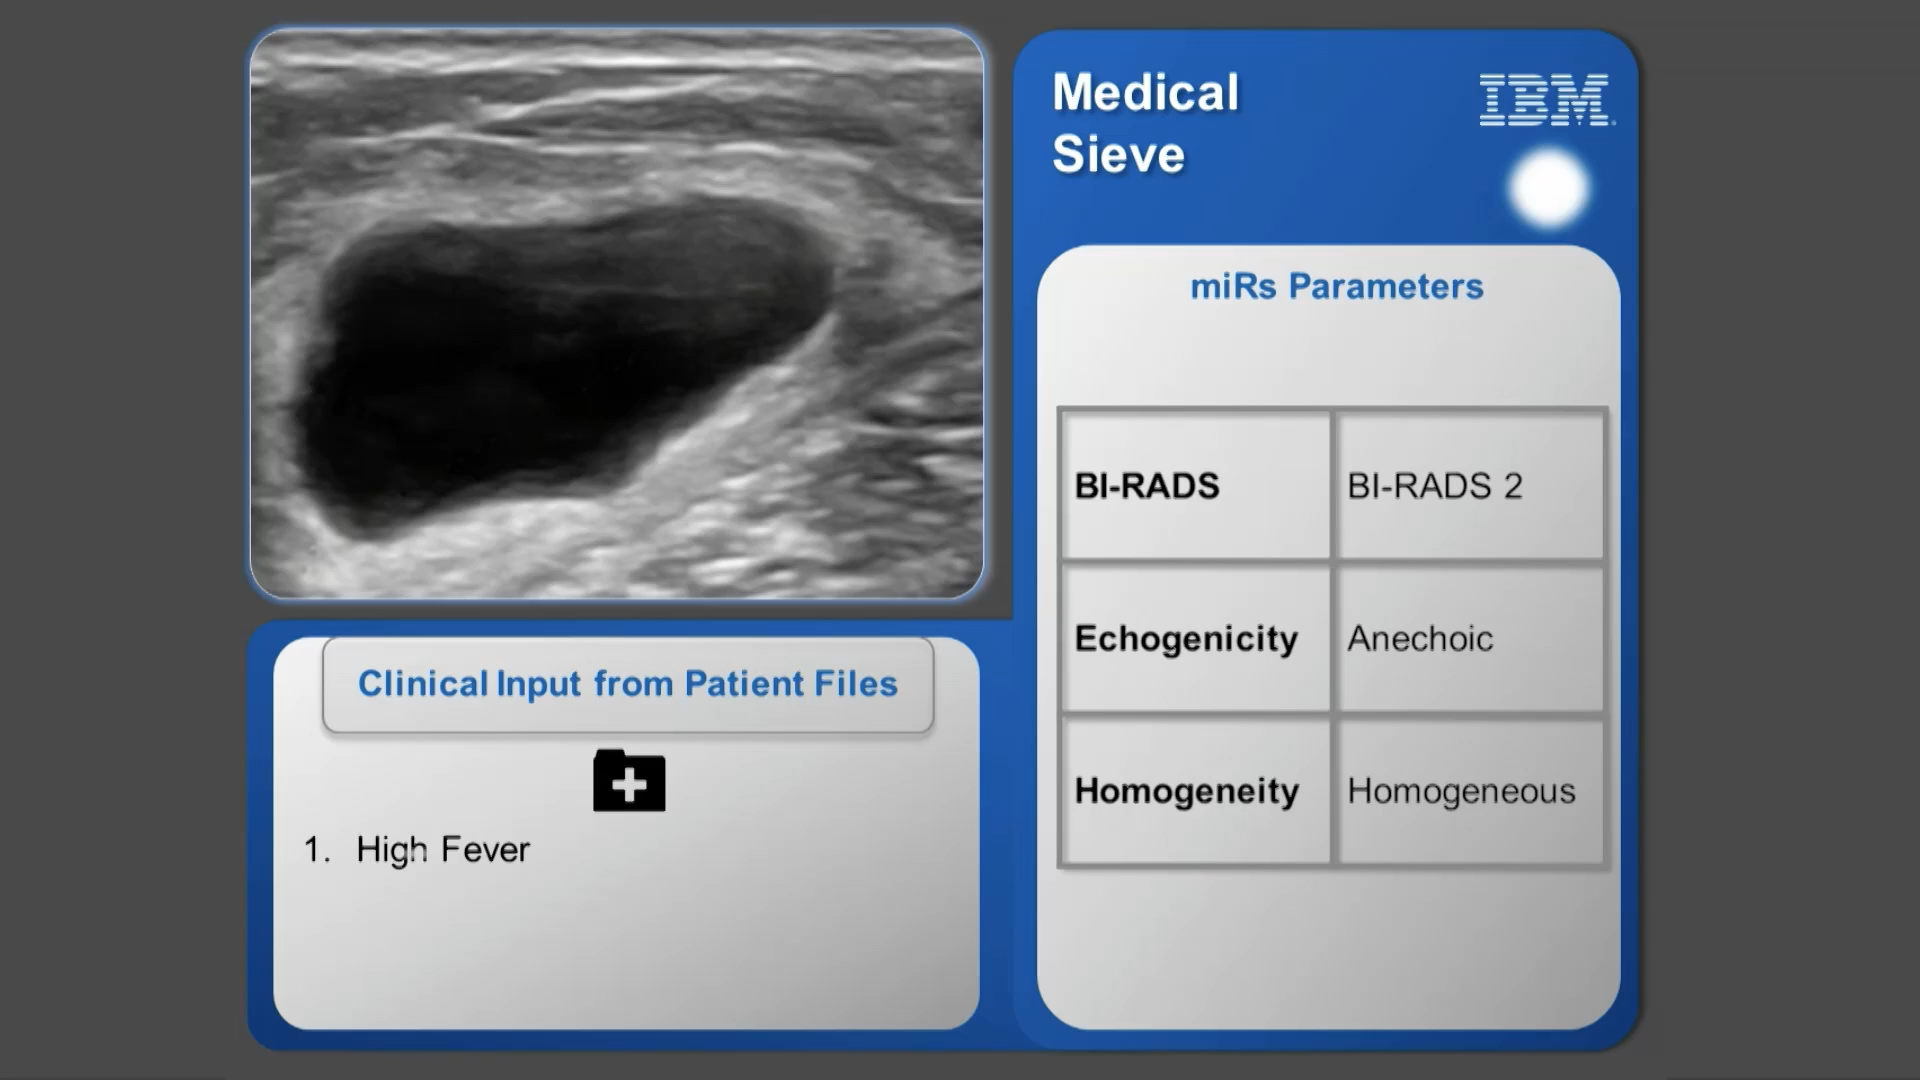 Medical
Sieve
IBM
miRs Parameters
BI-RADS BI-RADS 2
Echogenicity Anechoic
Homogeneity Homogeneous
Clinical Input from Patient Files
1. High Fever